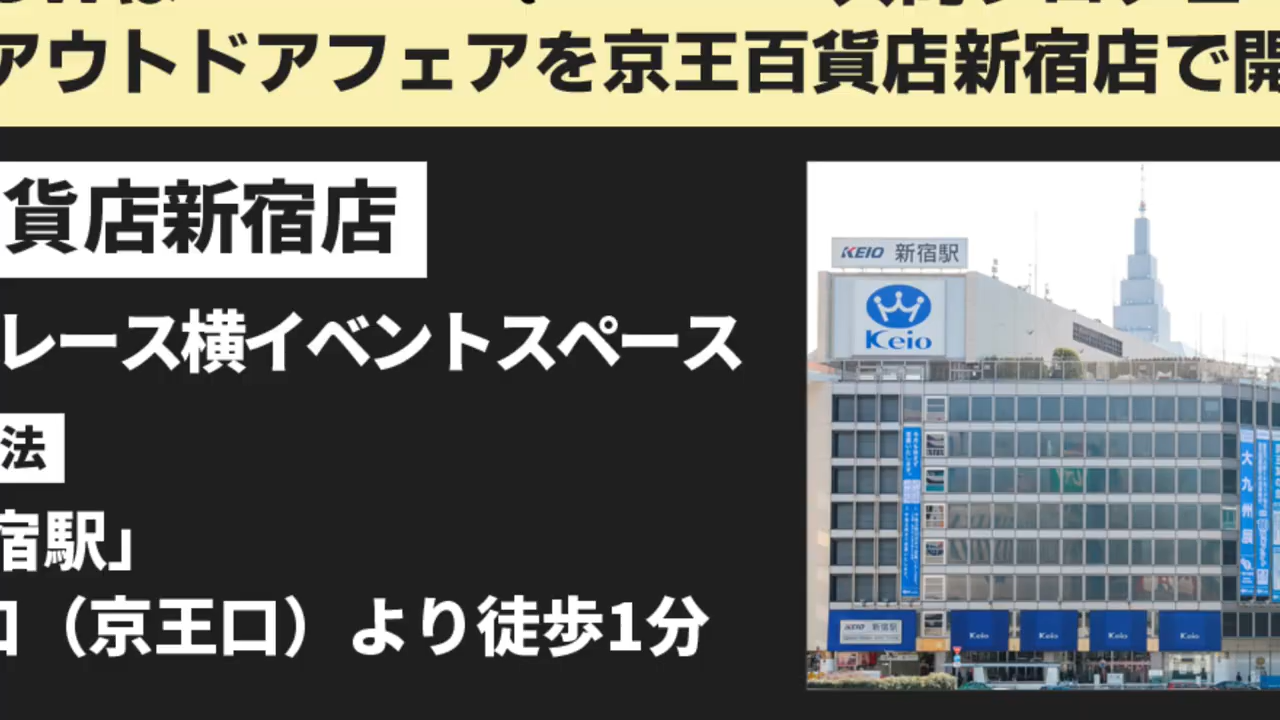 アウトドアフェアを京王百貨店新宿店で開
貨店新宿店
レース横イベントスペース
法
宿駅」
口（京王口）より徒歩1分
KEIO 新宿駅
Keio
大九州展
KEIO 新宿駅
Keio
Keio
Keio
Keio